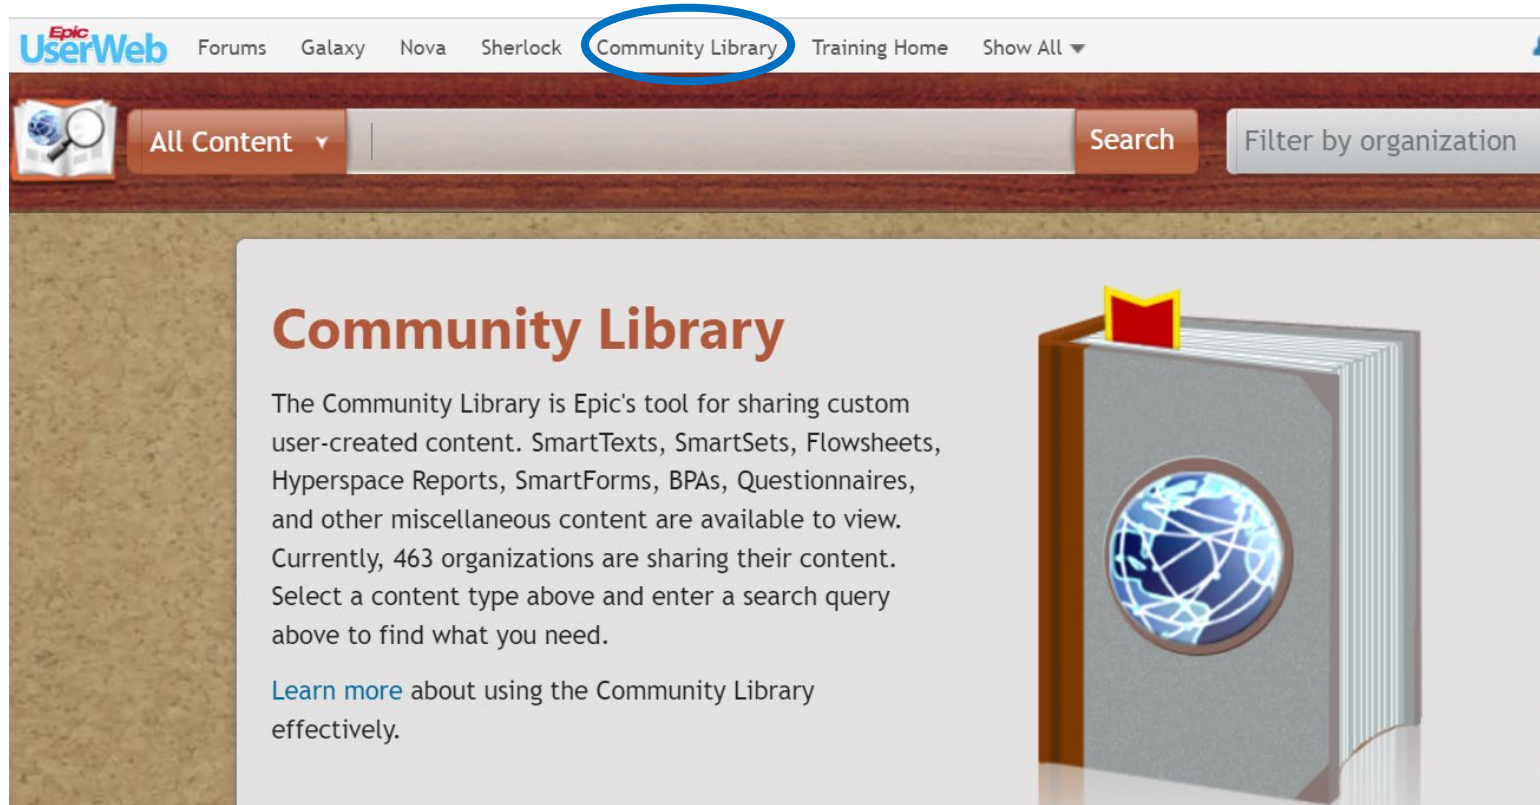 Epic
UserWeb Forums Galaxy Nova Sherlock Community Library Training Home Show All
All Content Search Filter by organization
Community Library
The Community Library is Epic's tool for sharing custom
user-created content. SmartTexts, SmartSets, Flowsheets,
Hyperspace Reports, SmartForms, BPAs, Questionnaires,
and other miscellaneous content are available to view.
Currently, 463 organizations are sharing their content.
Select a content type above and enter a search query
above to find what you need.
Learn more about using the Community Library
effectively.